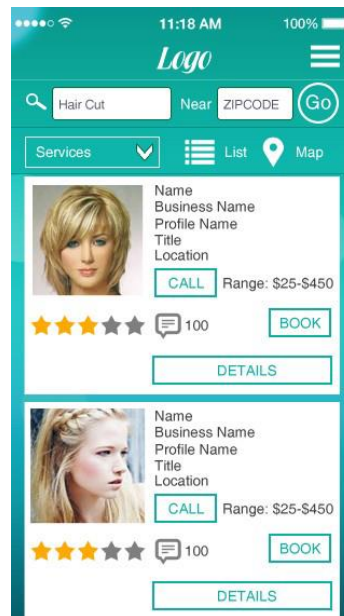 11:18 AM 100%
Logo
Hair Cut Near ZIPCODE Go
Services List Map
Name
Business Name
Profile Name
Title
Location
CALL Range: $25-$450
100 BOOK
DETAILS
Name
Business Name
Profile Name
Title
Location
CALL Range: $25-$450
100 BOOK
DETAILS